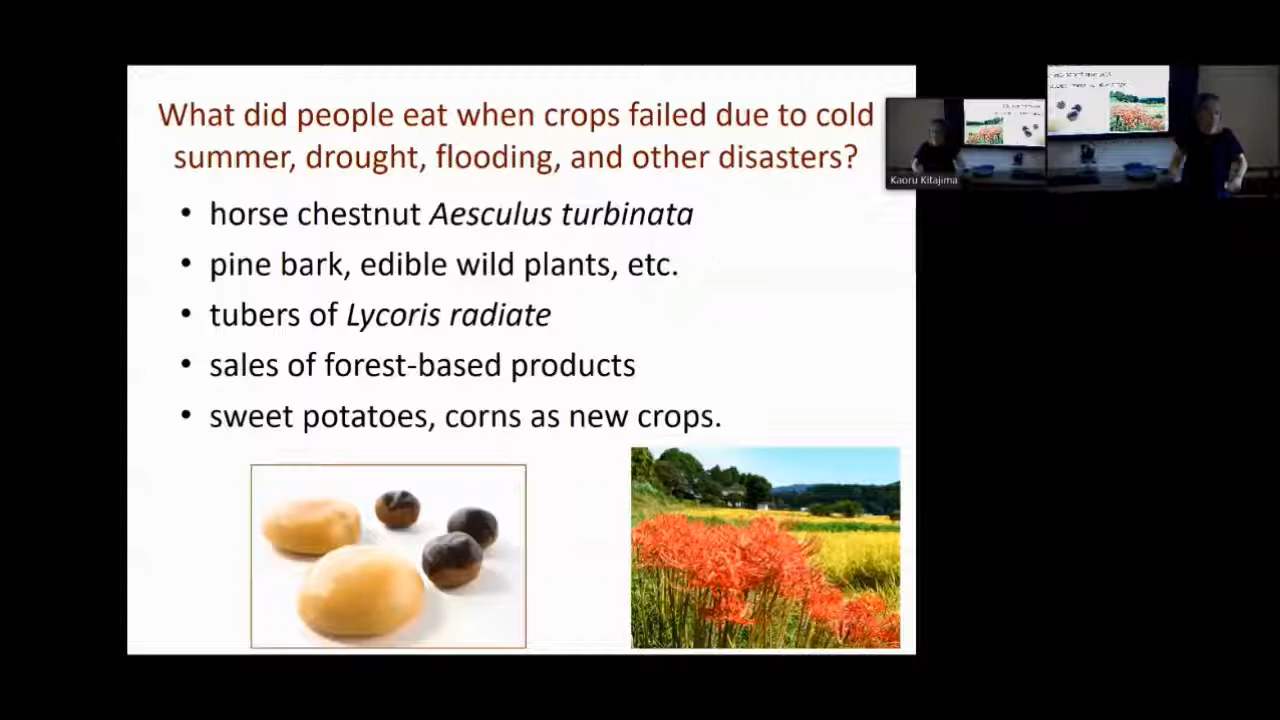 What did people eat when crops failed due to cold
summer, drought, flooding, and other disasters?
• horse chestnut Aesculus turbinata
• pine bark, edible wild plants, etc.
• tubers of Lycoris radiate
• sales of forest-based products
• sweet potatoes, corns as new crops.
Kaoru Kitajima